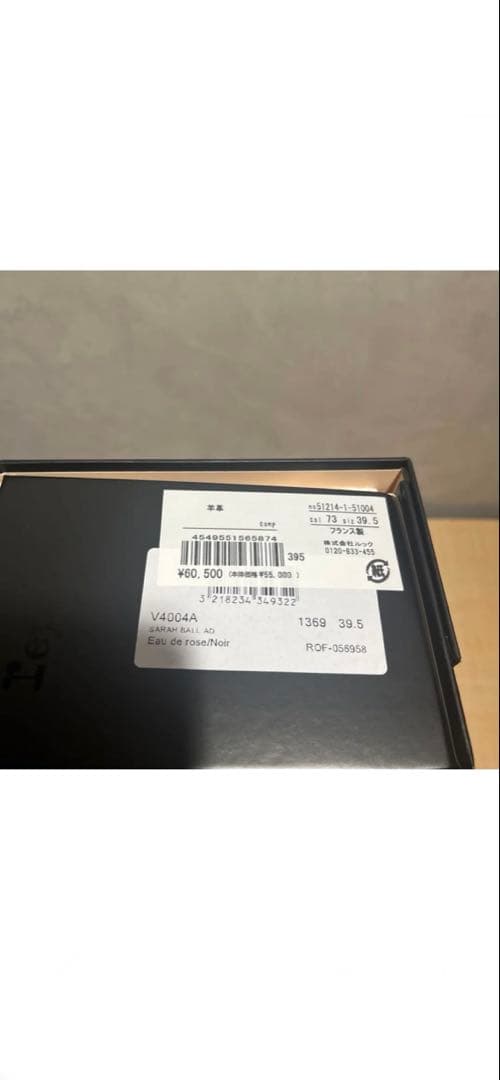 羊革
comp
no51214-1-51004
col 73 siz 39.5
フランス製
株式会社ルック
0120-633-455
4549551565874
395
¥60,500 (本体価格¥55,000 )
紙
3 218234 349322
V4004A
1369 39.5
SARAH BALL AD
Eau de rose/Noir
ROF-056958